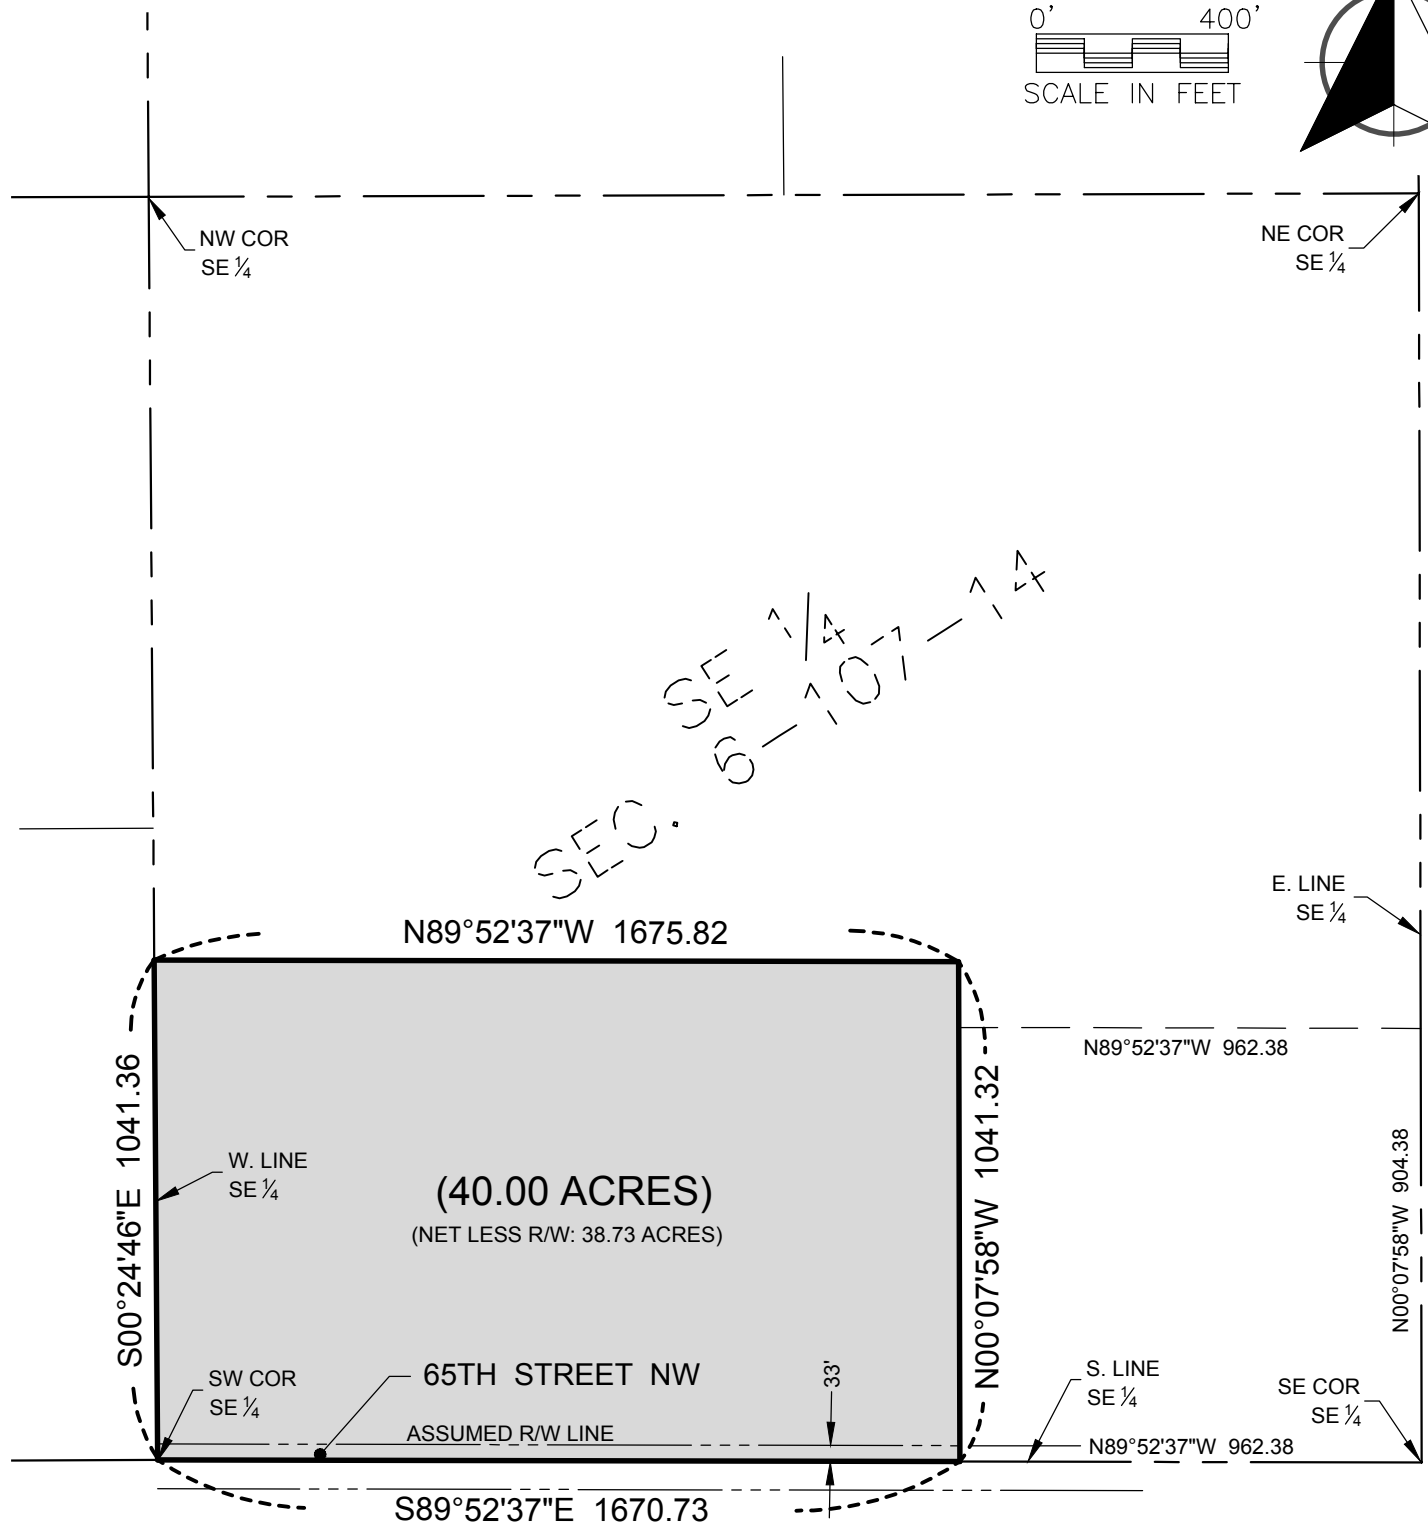 0' 400'
SCALE IN FEET
NW COR
SE ¼
NE COR
SE ¼
SE ¼
SEC. 6-107-14
E. LINE
SE ¼
N89°52'37"W 1675.82
N89°52'37"W 962.38
S00°24'46"E 1041.36
N00°07'58"W 1041.32
N00°07'58"W 904.38
W. LINE
SE ¼
(40.00 ACRES)
(NET LESS R/W: 38.73 ACRES)
SW COR
SE ¼
65TH STREET NW
33'
S. LINE
SE ¼
SE COR
SE ¼
ASSUMED R/W LINE
N89°52'37"W 962.38
S89°52'37"E 1670.73